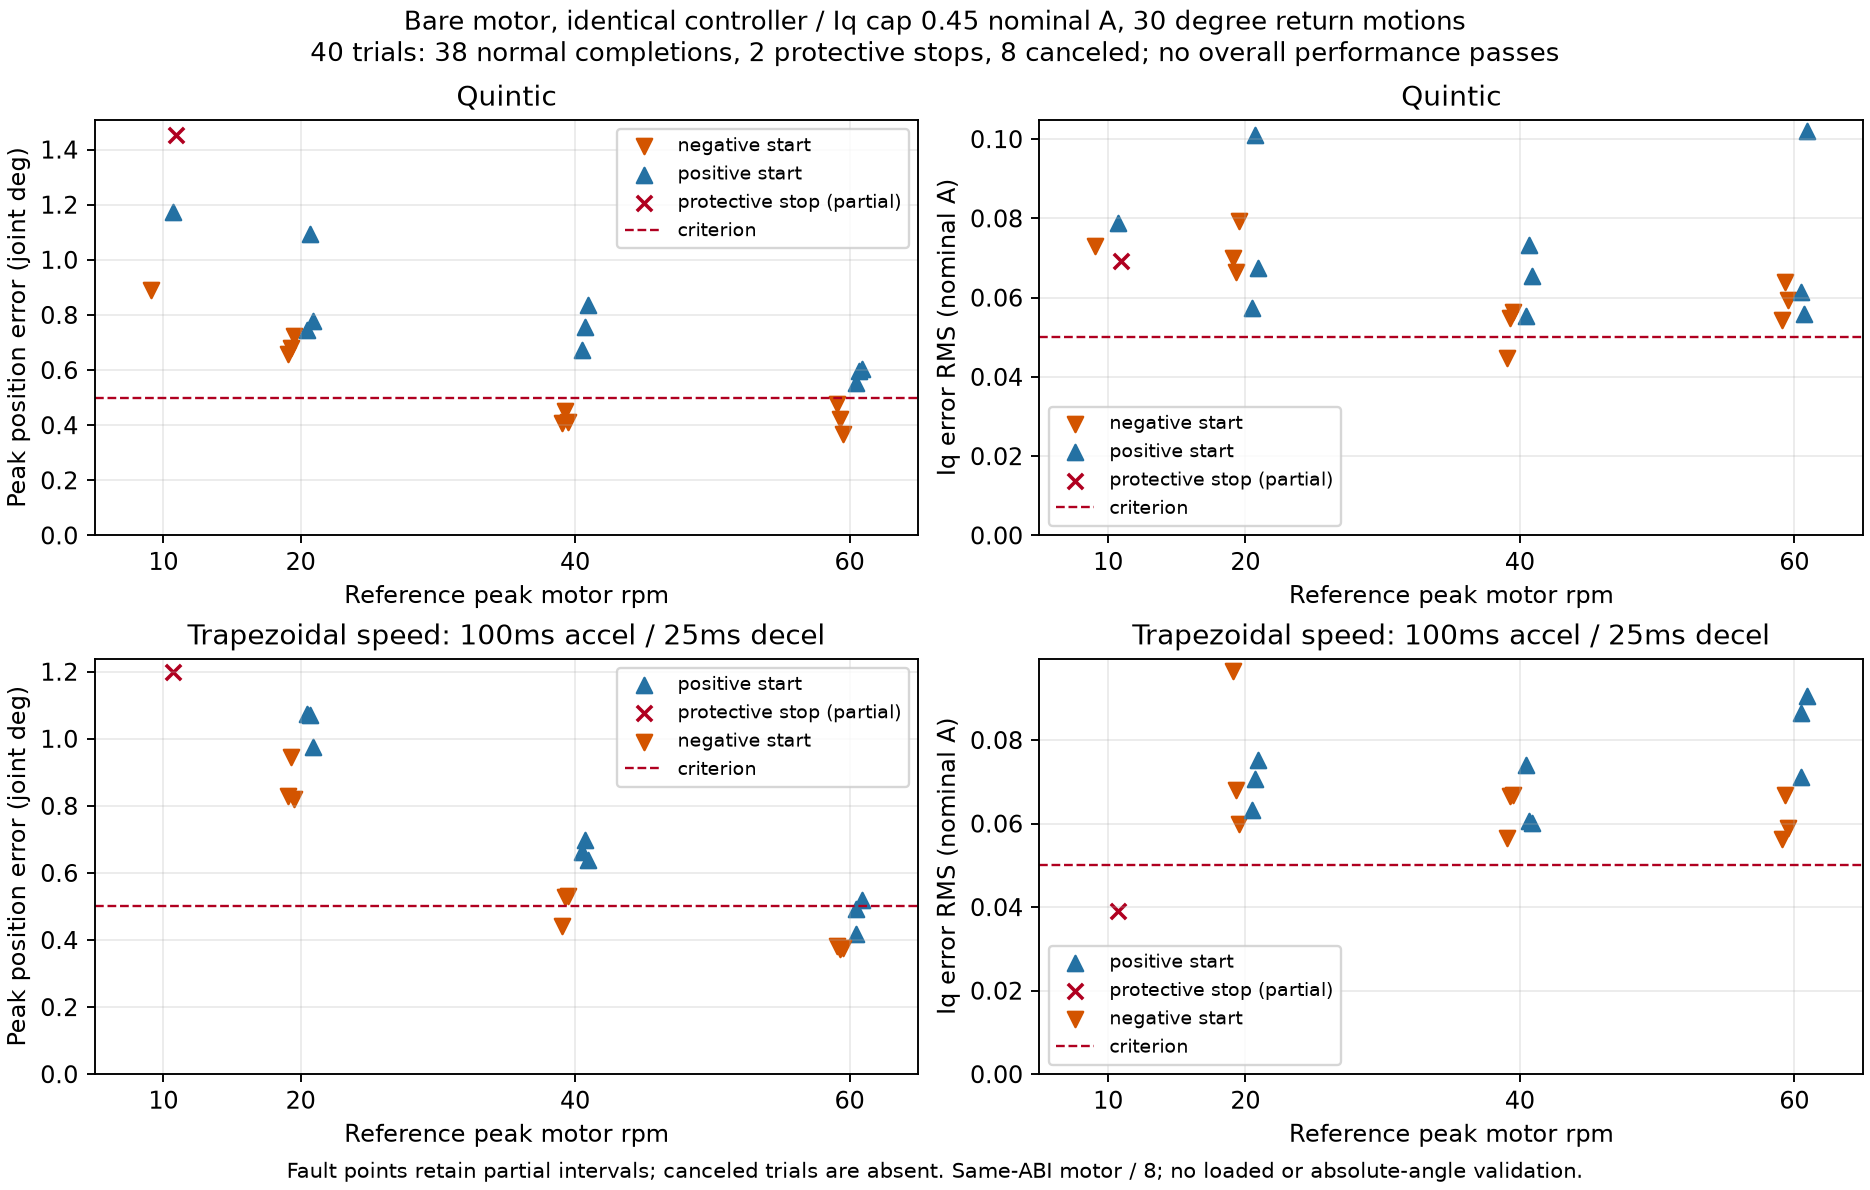 Bare motor, identical controller / Iq cap 0.45 nominal A, 30 degree return motions
40 trials: 38 normal completions, 2 protective stops, 8 canceled; no overall performance passes
Quintic
Peak position error (joint deg)
1.4
1.2
1.0
0.8
0.6
0.4
0.2
0.0
negative start
positive start
protective stop (partial)
criterion
10 20 40 60
Reference peak motor rpm
Quintic
Iq error RMS (nominal A)
0.10
0.08
0.06
0.04
0.02
0.00
negative start
positive start
protective stop (partial)
criterion
10 20 40 60
Reference peak motor rpm
Trapezoidal speed: 100ms accel / 25ms decel
Peak position error (joint deg)
1.2
1.0
0.8
0.6
0.4
0.2
0.0
positive start
protective stop (partial)
negative start
criterion
10 20 40 60
Reference peak motor rpm
Trapezoidal speed: 100ms accel / 25ms decel
Iq error RMS (nominal A)
0.08
0.06
0.04
0.02
0.00
positive start
protective stop (partial)
negative start
criterion
10 20 40 60
Reference peak motor rpm
Fault points retain partial intervals; canceled trials are absent. Same-ABI motor / 8; no loaded or absolute-angle validation.